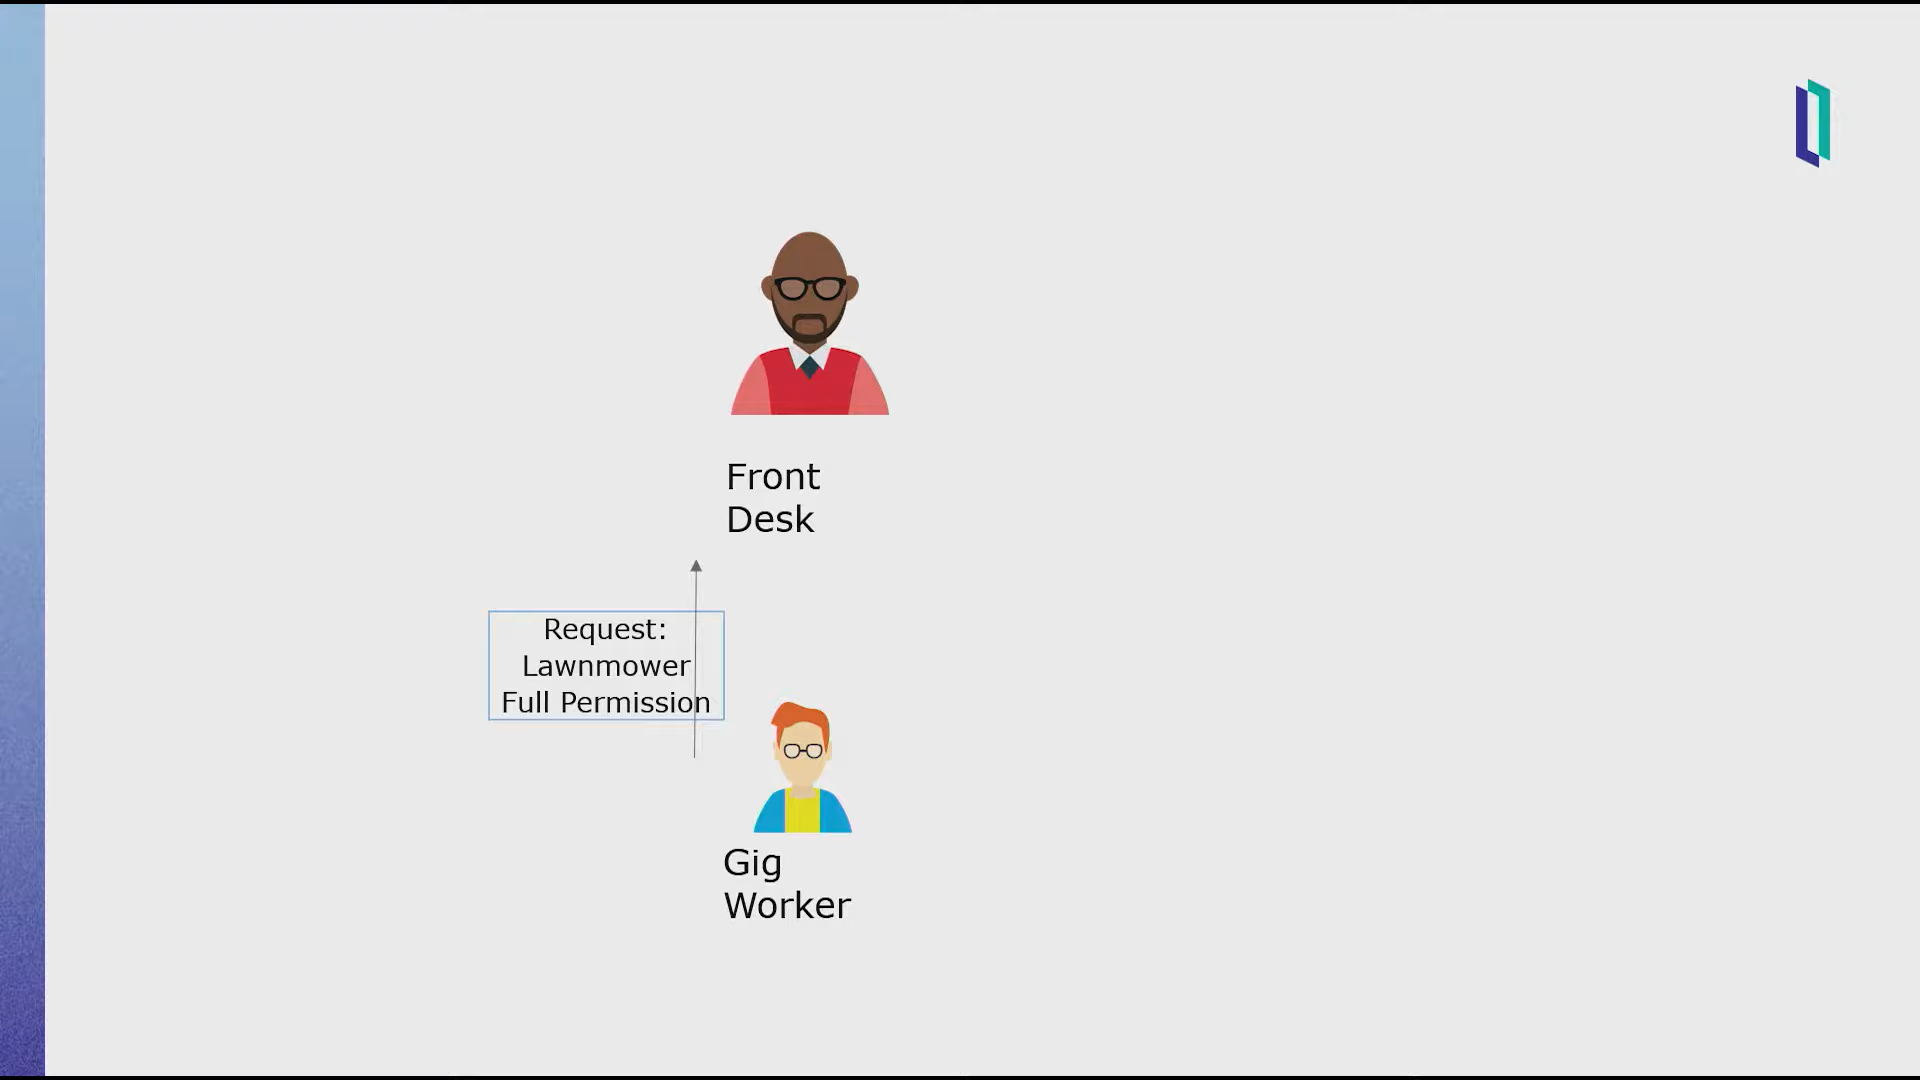 Front
Desk
Request:
Lawnmower
Full Permission
Gig
Worker